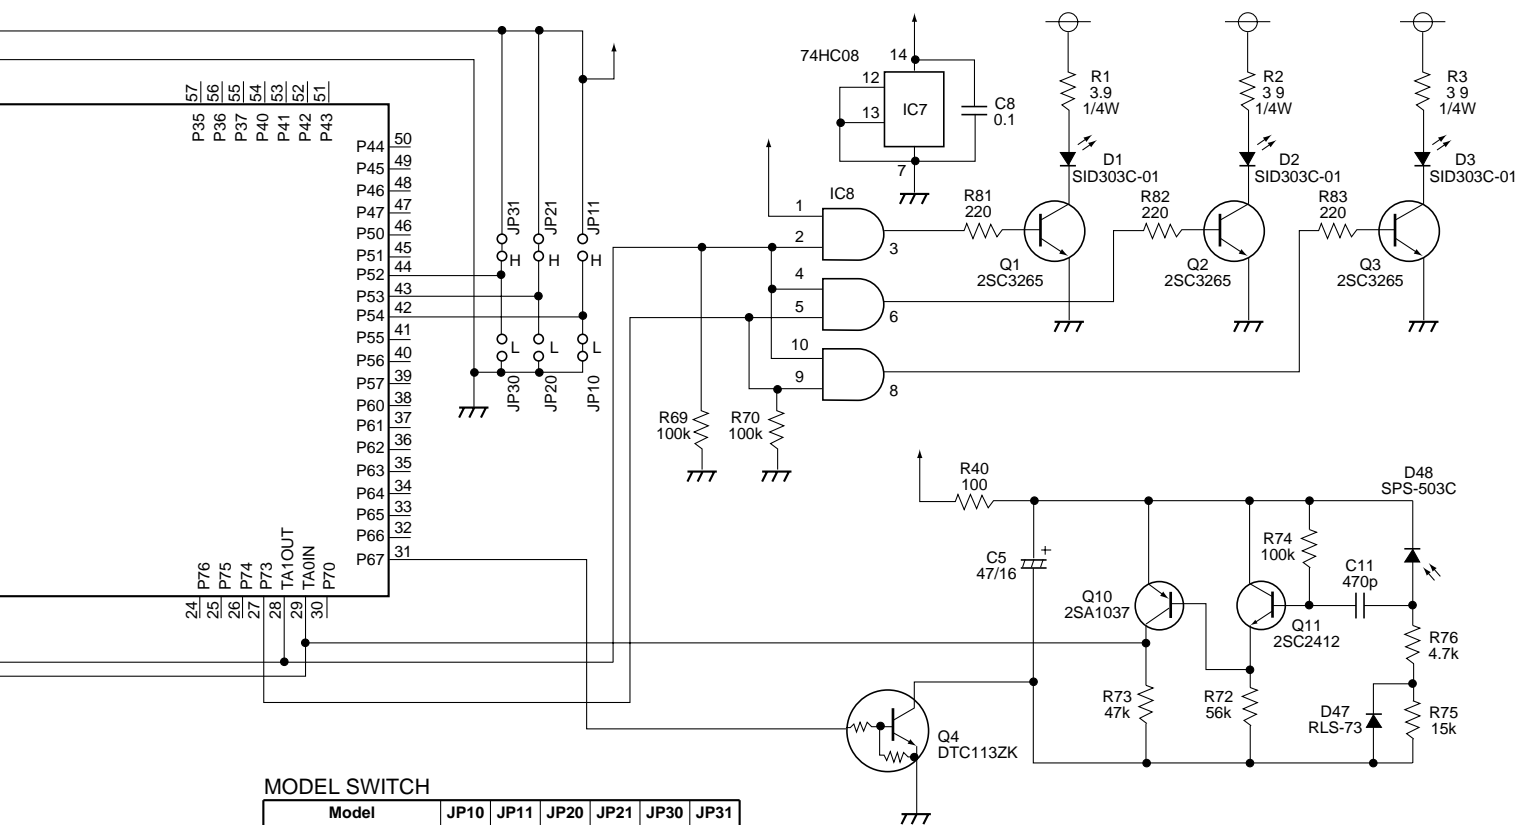 57
56
55
54
53
52
51
P35
P36
P37
P40
P41
P42
P43
P44 50
P45 49
P46 48
P47 47
P50 46
P51 45
P52 44
P53 43
P54 42
P55 41
P56 40
P57 39
P60 38
P61 37
P62 36
P63 35
P64 34
P65 33
P66 32
P67 31
P76
P75
P74
P73
TA1OUT
TA0IN
P70
24
25
26
27
28
29
30
JP31
JP21
JP11
H
H
H
L
L
L
JP30
JP20
JP10
74HC08
14
12
13
IC7
7
C8
0.1
IC8
1
2
3
4
5
6
10
9
8
R69
100k
R70
100k
R81
220
R82
220
R83
220
R1
3.9
1/4W
R2
3 9
1/4W
R3
3 9
1/4W
D1
SID303C-01
D2
SID303C-01
D3
SID303C-01
Q1
2SC3265
Q2
2SC3265
Q3
2SC3265
R40
100
D48
SPS-503C
C5
+
47/16
R74
100k
C11
470p
Q10
2SA1037
Q11
2SC2412
R76
4.7k
R73
47k
R72
56k
D47
RLS-73
R75
15k
Q4
DTC113ZK
MODEL SWITCH
Model JP10 JP11 JP20 JP21 JP30 JP31